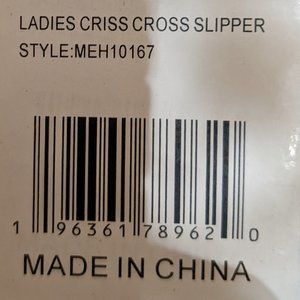 LADIES CRISS CROSS SLIPPER
STYLE:MEH10167
1 96361 78962 0
MADE IN CHINA